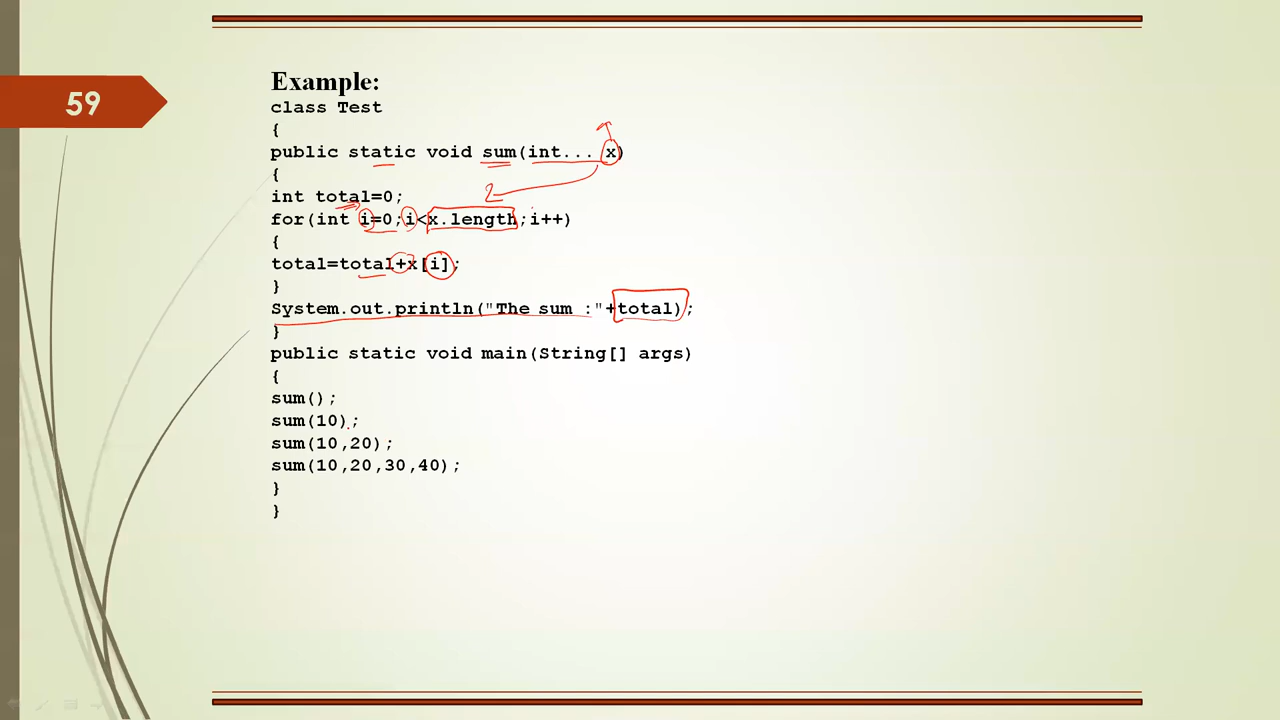 59
Example:
class Test
{
public static void sum(int... x)
{
2
int total=0;
for(int i=0;i<x.length;i++)
{
total=total+x[i];
}
System.out.println("The sum :"+total);
}
public static void main(String[] args)
{
sum();
sum(10);
sum(10,20);
sum(10,20,30,40);
}
}